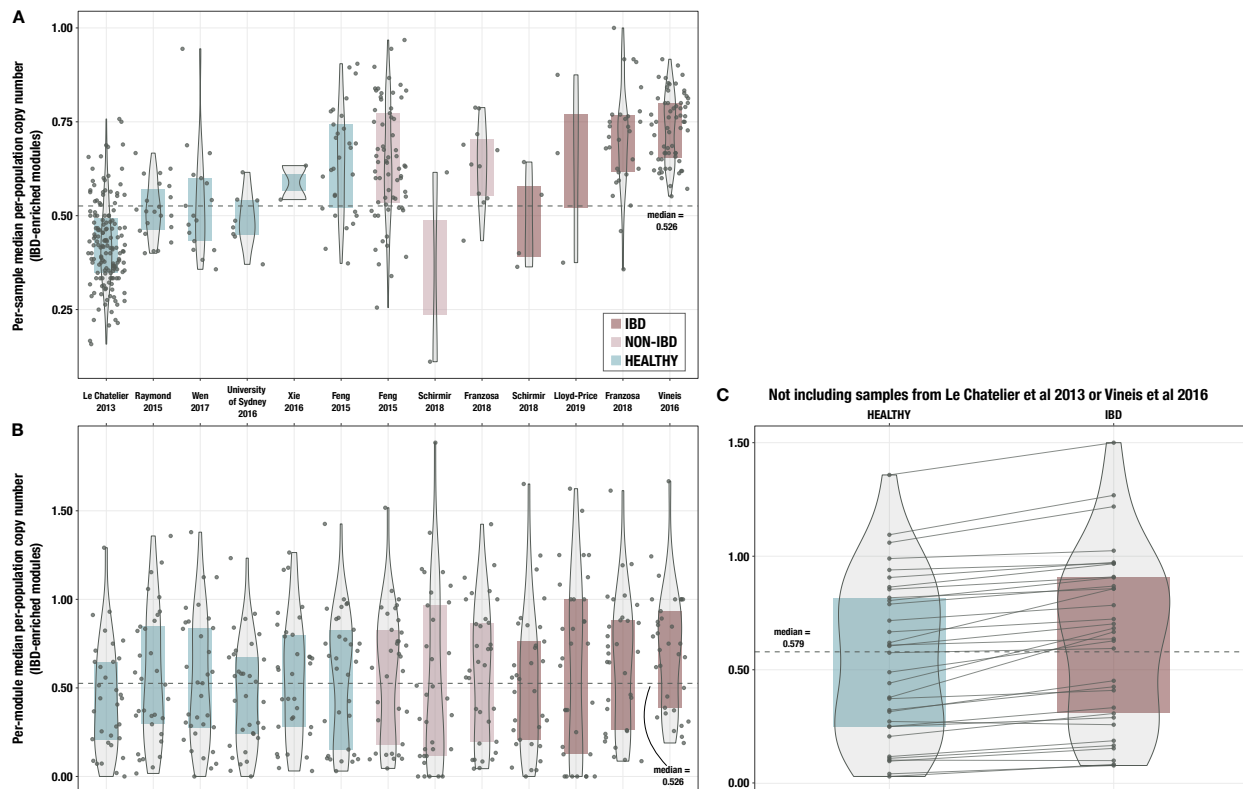 A
Per-sample median per-population copy number
(IBD-enriched modules)
1.00
0.75
0.50
0.25
median =
0.526
IBD
NON-IBD
HEALTHY
Le Chatelier
2013
Raymond
2015
Wen
2017
University
of Sydney
2016
Xie
2016
Feng
2015
Feng
2015
Schirmir
2018
Franzosa
2018
Schirmir
2018
Lloyd-Price
2019
Franzosa
2018
Vineis
2016
B
Per-module median per-population copy number
(IBD-enriched modules)
1.50
1.00
0.50
0.00
median =
0.526
C
Not including samples from Le Chatelier et al 2013 or Vineis et al 2016
HEALTHY
IBD
1.50
1.00
0.50
0.00
median =
0.579